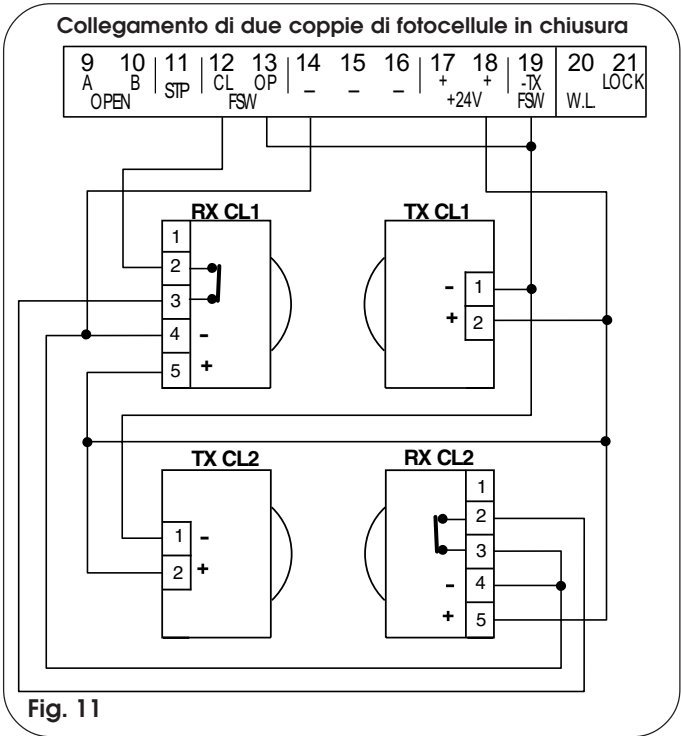 Collegamento di due coppie di fotocellule in chiusura
9 10 11 12 13 14 15 16 17 18 19 20 21
A B STP CL OP – – – + + -TX W.L. LOCK
OPEN FSW +24V FSW
RX CL1 TX CL1
1
2
3
4 -
5 +
- 1
+ 2
TX CL2 RX CL2
1 -
2 +
1
2
3
- 4
+ 5
Fig. 11